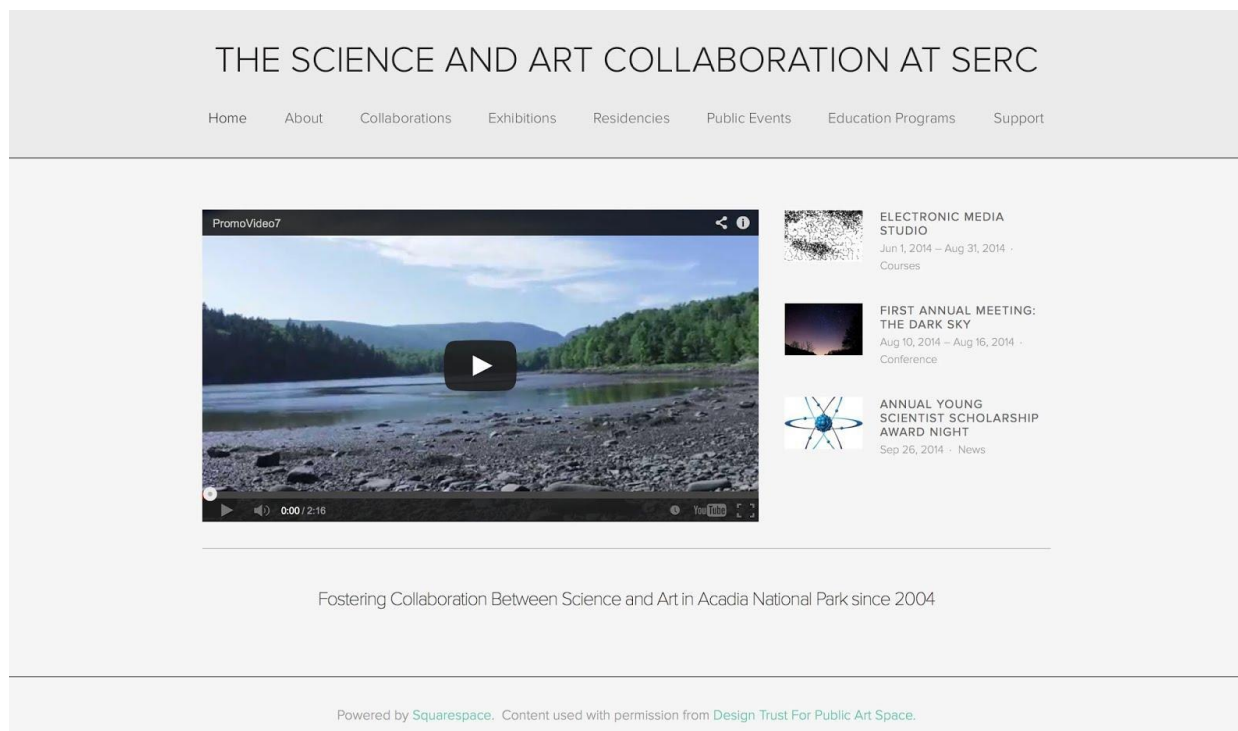 THE SCIENCE AND ART COLLABORATION AT SERC
Home About Collaborations Exhibitions Residencies Public Events Education Programs Support
PromoVideo7
0:00 / 2:16
YouTube
ELECTRONIC MEDIA
STUDIO
Jun 1, 2014 – Aug 31, 2014 ·
Courses
FIRST ANNUAL MEETING:
THE DARK SKY
Aug 10, 2014 – Aug 16, 2014 ·
Conference
ANNUAL YOUNG
SCIENTIST SCHOLARSHIP
AWARD NIGHT
Sep 26, 2014 · News
Fostering Collaboration Between Science and Art in Acadia National Park since 2004
Powered by Squarespace. Content used with permission from Design Trust For Public Art Space.